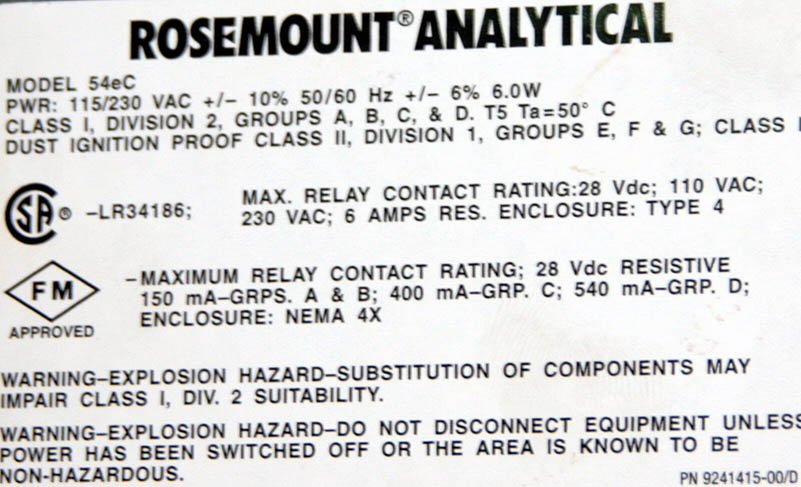 ROSEMOUNT® ANALYTICAL
MODEL 54eC
PWR: 115/230 VAC +/- 10% 50/60 Hz +/- 6% 6.0W
CLASS I, DIVISION 2, GROUPS A, B, C, & D. T5 Ta=50° C
DUST IGNITION PROOF CLASS II, DIVISION 1, GROUPS E, F & G; CLASS
SA ® –LR34186; MAX. RELAY CONTACT RATING:28 Vdc; 110 VAC;
230 VAC; 6 AMPS RES. ENCLOSURE: TYPE 4
FM –MAXIMUM RELAY CONTACT RATING; 28 Vdc RESISTIVE
150 mA–GRPS. A & B; 400 mA–GRP. C; 540 mA–GRP. D;
APPROVED ENCLOSURE: NEMA 4X
WARNING–EXPLOSION HAZARD–SUBSTITUTION OF COMPONENTS MAY
IMPAIR CLASS I, DIV. 2 SUITABILITY.
WARNING–EXPLOSION HAZARD–DO NOT DISCONNECT EQUIPMENT UNLESS
POWER HAS BEEN SWITCHED OFF OR THE AREA IS KNOWN TO BE
NON-HAZARDOUS.
PN 9241415-00/D